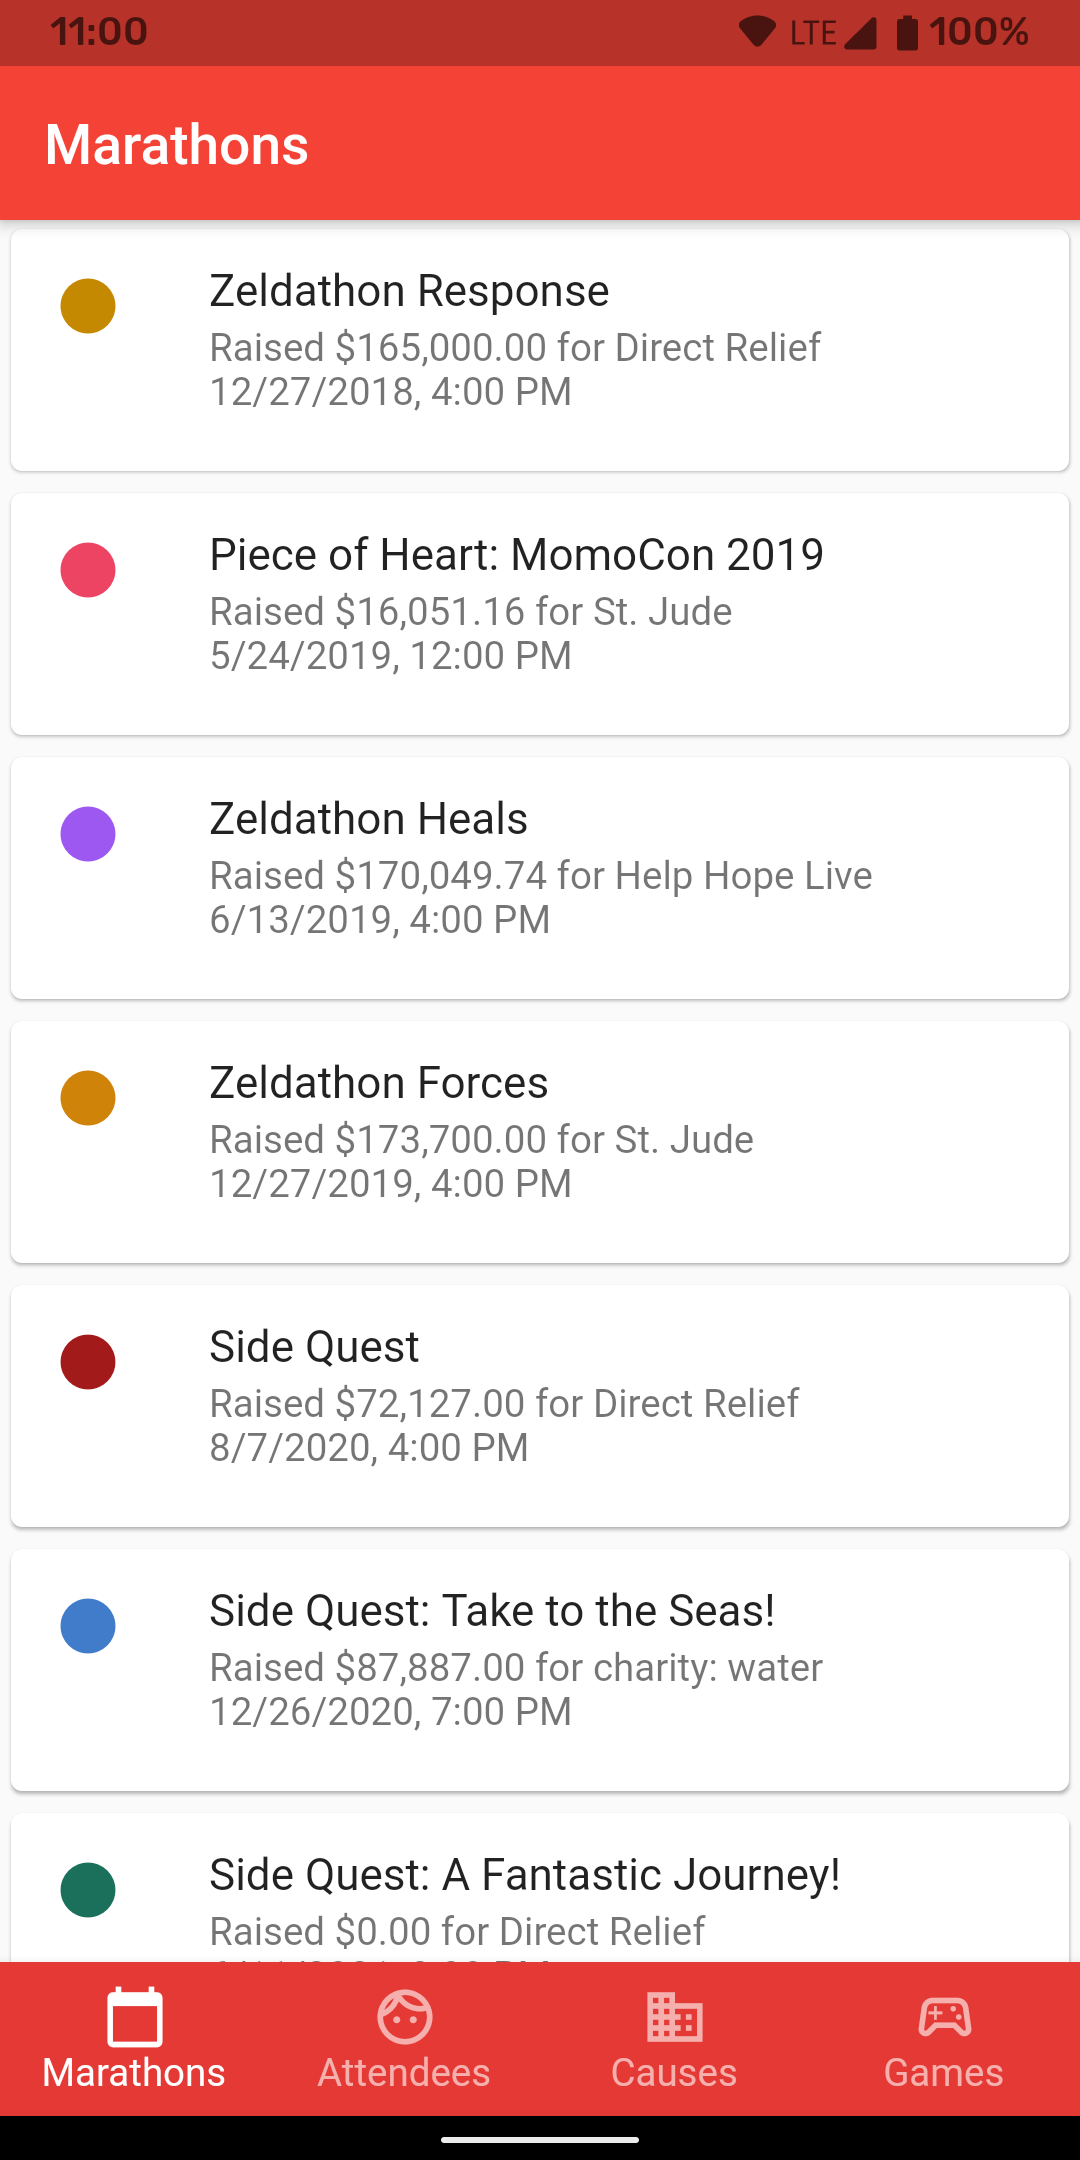 11:00
LTE 100%
Marathons
Zeldathon Response
Raised $165,000.00 for Direct Relief
12/27/2018, 4:00 PM
Piece of Heart: MomoCon 2019
Raised $16,051.16 for St. Jude
5/24/2019, 12:00 PM
Zeldathon Heals
Raised $170,049.74 for Help Hope Live
6/13/2019, 4:00 PM
Zeldathon Forces
Raised $173,700.00 for St. Jude
12/27/2019, 4:00 PM
Side Quest
Raised $72,127.00 for Direct Relief
8/7/2020, 4:00 PM
Side Quest: Take to the Seas!
Raised $87,887.00 for charity: water
12/26/2020, 7:00 PM
Side Quest: A Fantastic Journey!
Raised $0.00 for Direct Relief
Marathons
Attendees
Causes
Games